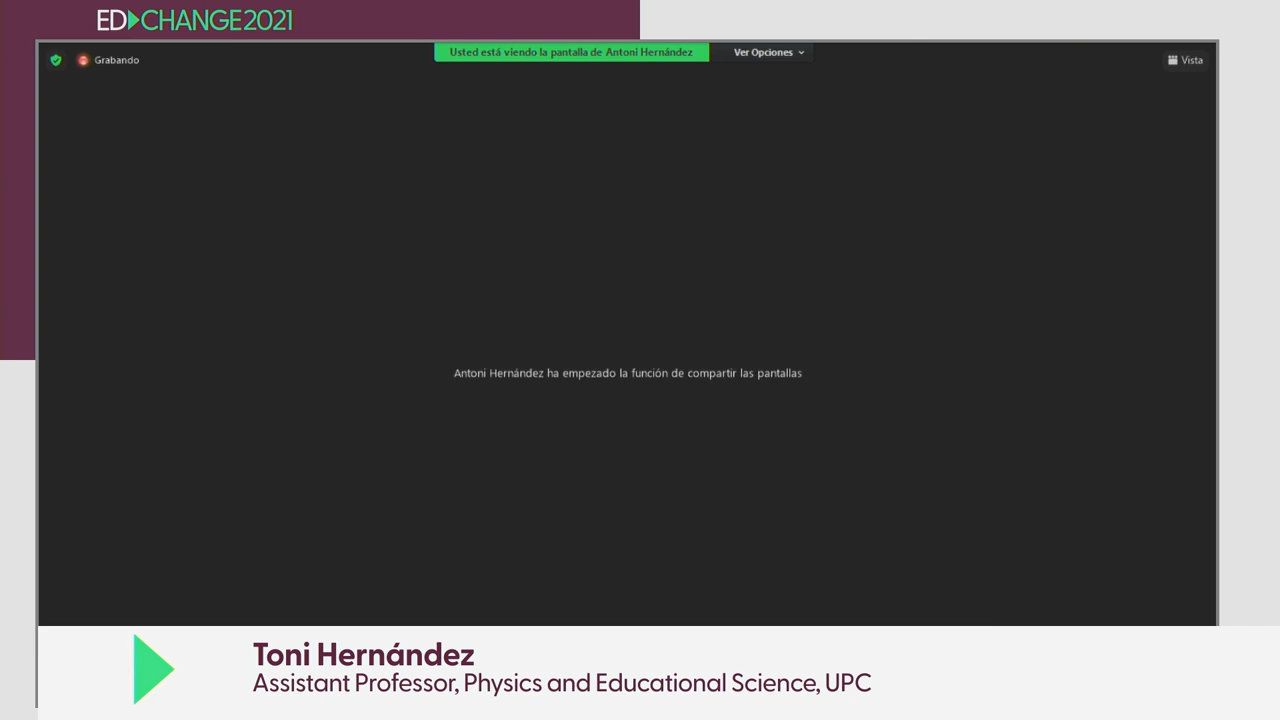 ED▶CHANGE2021
Usted está viendo la pantalla de Antoni Hernández
Ver Opciones
Grabando
Vista
Antoni Hernández ha empezado la función de compartir las pantallas
Toni Hernández
Assistant Professor, Physics and Educational Science, UPC